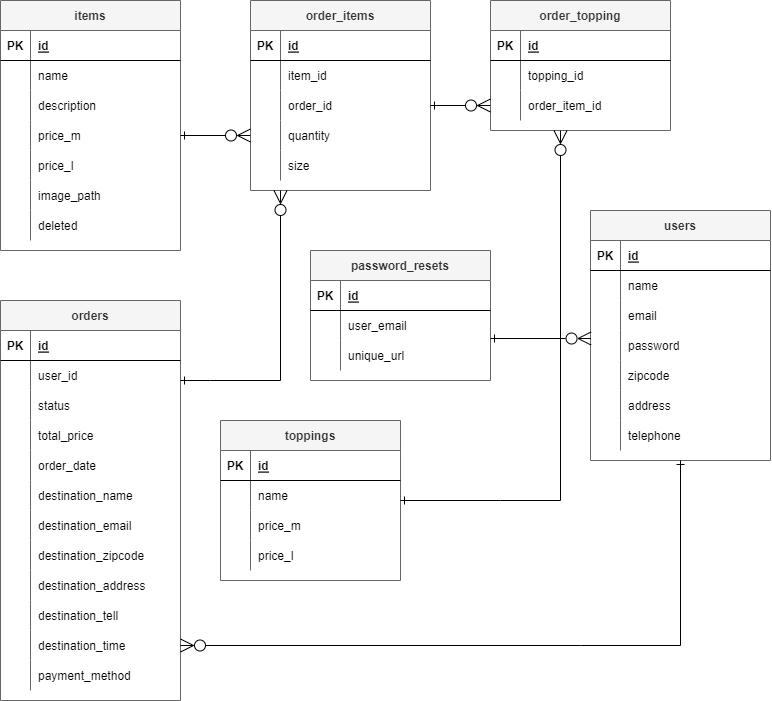 items
PK id
name
description
price_m
price_l
image_path
deleted
order_items
PK id
item_id
order_id
quantity
size
order_topping
PK id
topping_id
order_item_id
users
PK id
name
email
password
zipcode
address
telephone
password_resets
PK id
user_email
unique_url
orders
PK id
user_id
status
total_price
order_date
destination_name
destination_email
destination_zipcode
destination_address
destination_tell
destination_time
payment_method
toppings
PK id
name
price_m
price_l